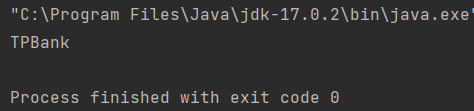 "C:\Program Files\Java\jdk-17.0.2\bin\java.exe"
TPBank
Process finished with exit code 0